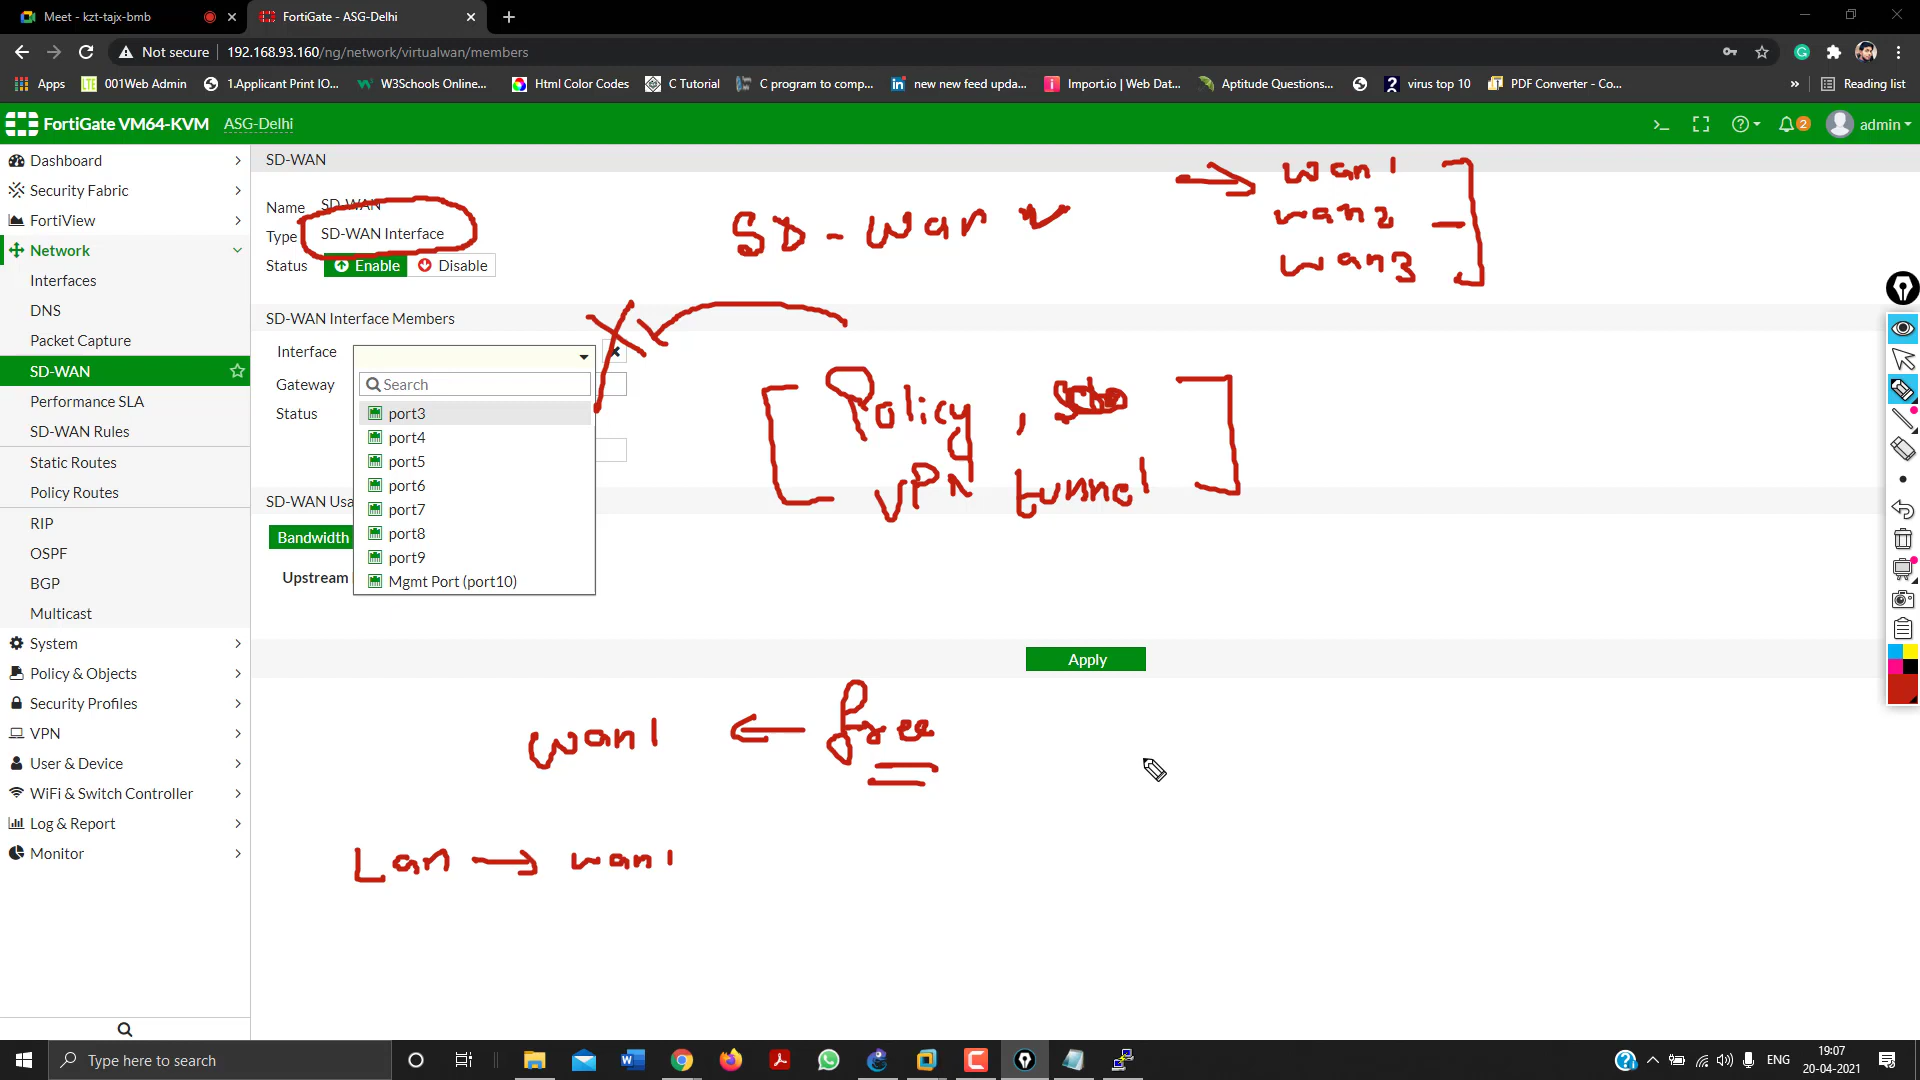 Meet - kzt-tajx-bmb
FortiGate - ASG-Delhi
Not secure 192.168.93.160/ng/network/virtualwan/members
Apps 001Web Admin 1.Applicant Print IO... W3Schools Online... Html Color Codes C Tutorial C program to comp... new new feed upda... Import.io | Web Dat... Aptitude Questions... virus top 10 PDF Converter - Co... » Reading list
FortiGate VM64-KVM ASG-Delhi 2 admin
Dashboard
Security Fabric
FortiView
Network
Interfaces
DNS
Packet Capture
SD-WAN
Performance SLA
SD-WAN Rules
Static Routes
Policy Routes
RIP
OSPF
BGP
Multicast
System
Policy & Objects
Security Profiles
VPN
User & Device
WiFi & Switch Controller
Log & Report
Monitor
SD-WAN
Name SD-WAN
Type SD-WAN Interface
Status Enable Disable
SD-WAN Interface Members
Interface
Gateway
Status
Search
port3
port4
port5
port6
port7
port8
port9
Mgmt Port (port10)
SD-WAN Usa
Bandwidth
Upstream
Apply
SD-wan
wan 1
wan2
wan3
Policy ,
VPN tunnel
wan1 free
Lan → wan1
Type here to search
ENG
19:07
20-04-2021